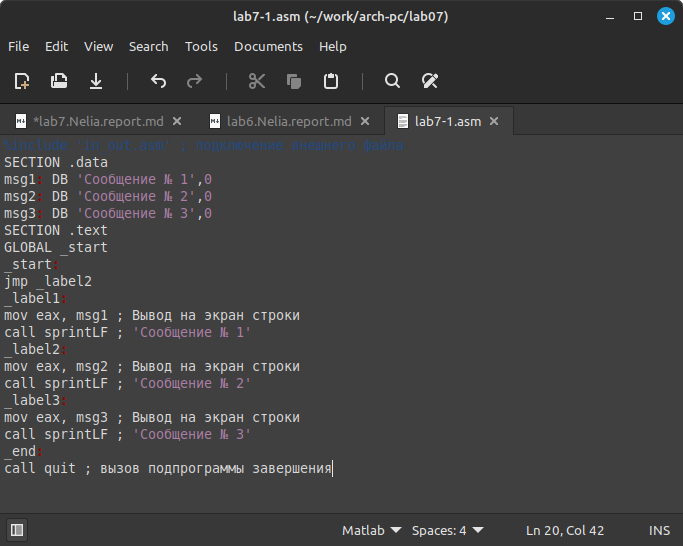 lab7-1.asm (~/work/arch-pc/lab07)
File Edit View Search Tools Documents Help
*lab7.Nelia.report.md lab6.Nelia.report.md lab7-1.asm
%include 'in_out.asm' ; подключение внешнего файла
SECTION .data
msg1: DB 'Сообщение № 1',0
msg2: DB 'Сообщение № 2',0
msg3: DB 'Сообщение № 3',0
SECTION .text
GLOBAL _start
_start:
jmp _label2
_label1:
mov eax, msg1 ; Вывод на экран строки
call sprintLF ; 'Сообщение № 1'
_label2:
mov eax, msg2 ; Вывод на экран строки
call sprintLF ; 'Сообщение № 2'
_label3:
mov eax, msg3 ; Вывод на экран строки
call sprintLF ; 'Сообщение № 3'
_end:
call quit ; вызов подпрограммы завершения
Matlab Spaces: 4 Ln 20, Col 42 INS